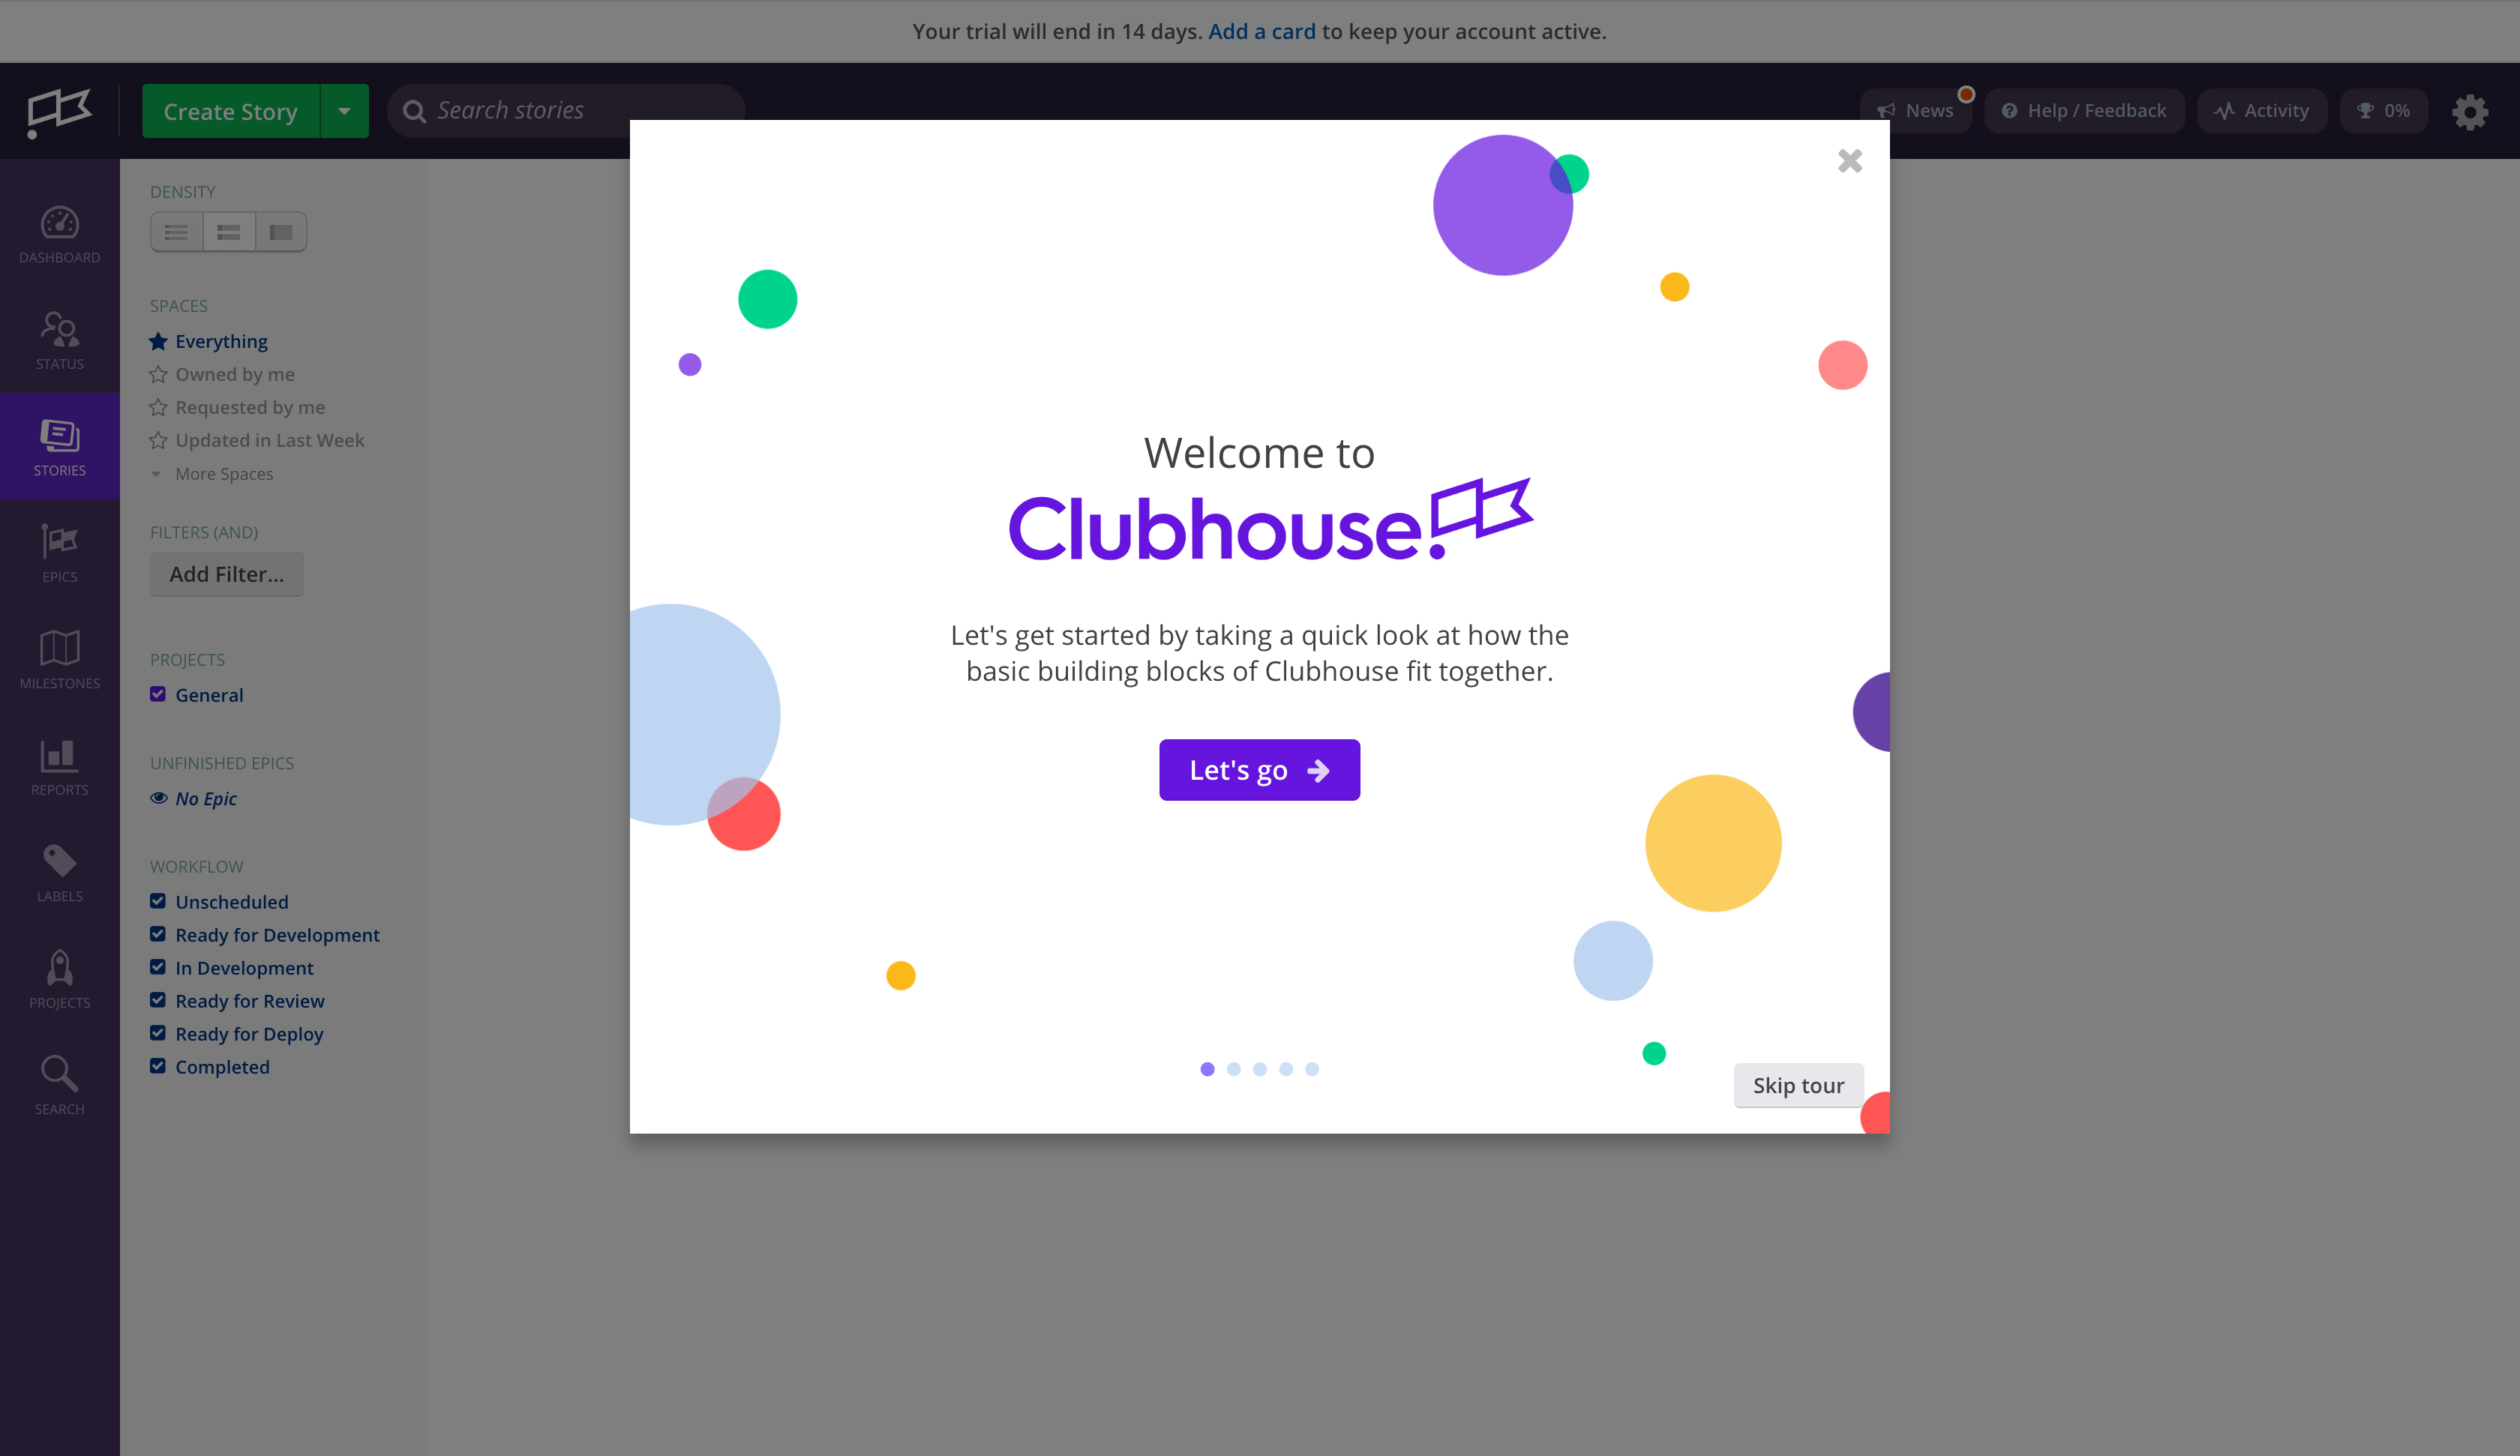 Your trial will end in 14 days. Add a card to keep your account active.
Create Story
Search stories
News
Help / Feedback
Activity
0%
DASHBOARD
STATUS
STORIES
EPICS
MILESTONES
REPORTS
LABELS
PROJECTS
SEARCH
DENSITY
SPACES
Everything
Owned by me
Requested by me
Updated in Last Week
More Spaces
FILTERS (AND)
Add Filter...
PROJECTS
General
UNFINISHED EPICS
No Epic
WORKFLOW
Unscheduled
Ready for Development
In Development
Ready for Review
Ready for Deploy
Completed
Welcome to
Clubhouse
Let's get started by taking a quick look at how the
basic building blocks of Clubhouse fit together.
Let's go
Skip tour